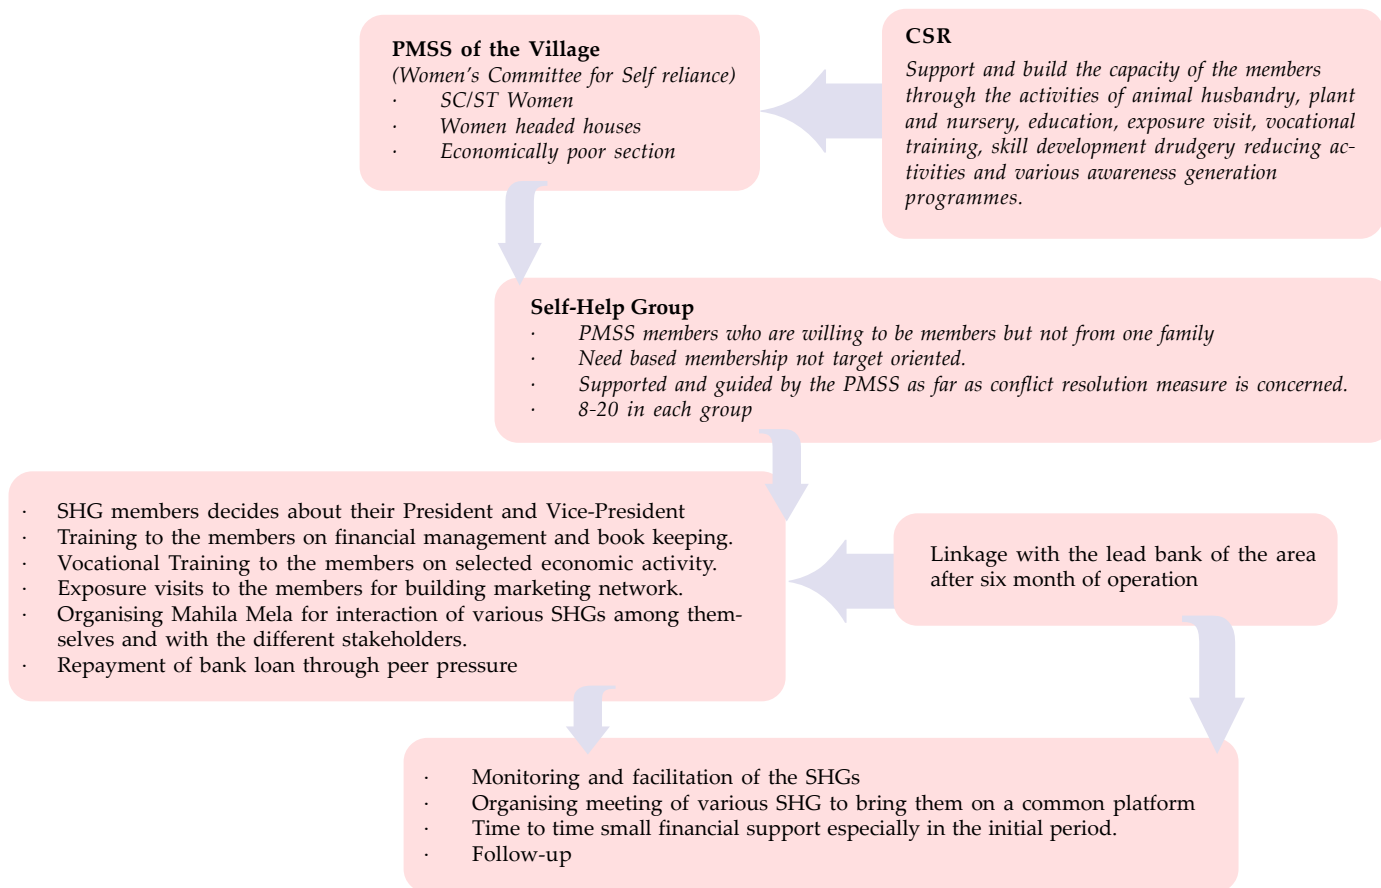 PMSS of the Village
(Women's Committee for Self reliance)
· SC/ST Women
· Women headed houses
· Economically poor section
CSR
Support and build the capacity of the members
through the activities of animal husbandry, plant
and nursery, education, exposure visit, vocational
training, skill development drudgery reducing ac-
tivities and various awareness generation
programmes.
Self-Help Group
· PMSS members who are willing to be members but not from one family
· Need based membership not target oriented.
· Supported and guided by the PMSS as far as conflict resolution measure is concerned.
· 8-20 in each group
· SHG members decides about their President and Vice-President
· Training to the members on financial management and book keeping.
· Vocational Training to the members on selected economic activity.
· Exposure visits to the members for building marketing network.
· Organising Mahila Mela for interaction of various SHGs among them-
selves and with the different stakeholders.
· Repayment of bank loan through peer pressure
Linkage with the lead bank of the area
after six month of operation
· Monitoring and facilitation of the SHGs
· Organising meeting of various SHG to bring them on a common platform
· Time to time small financial support especially in the initial period.
· Follow-up